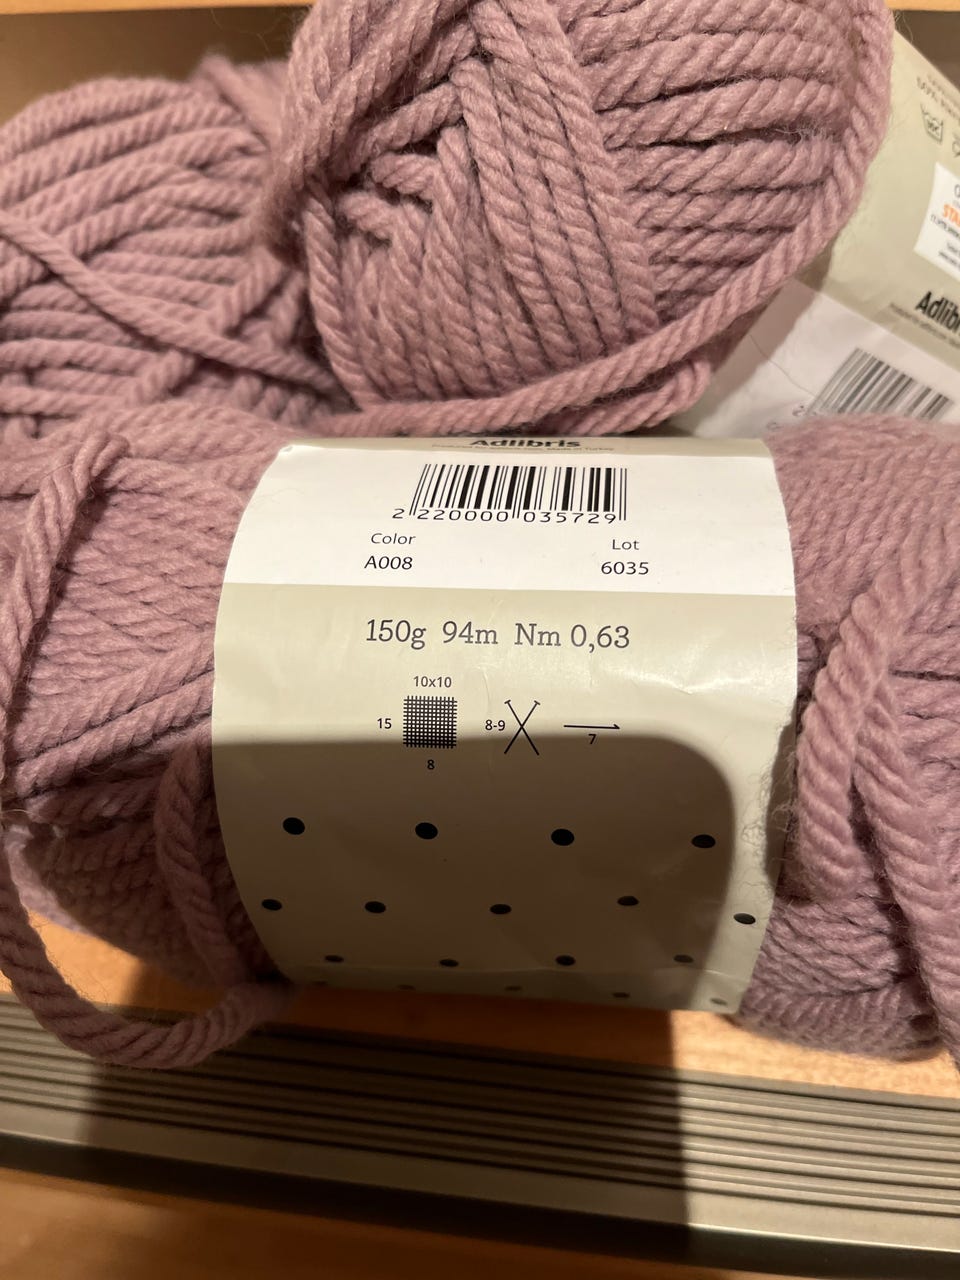 Adlibris
2 220000 035729
Color
A008
Lot
6035
150g 94m Nm 0,63
10x10
15
8
8-9
7